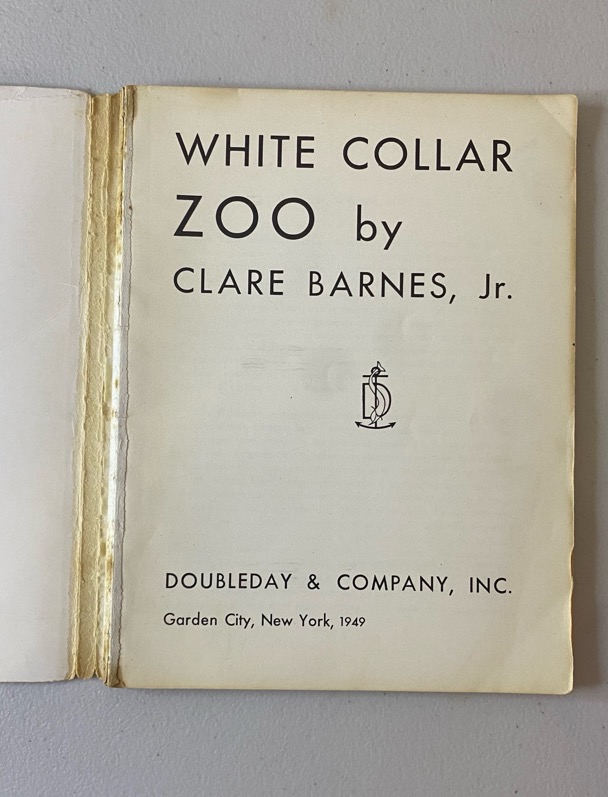 WHITE COLLAR
ZOO by
CLARE BARNES, Jr.
D
DOUBLEDAY & COMPANY, INC.
Garden City, New York, 1949